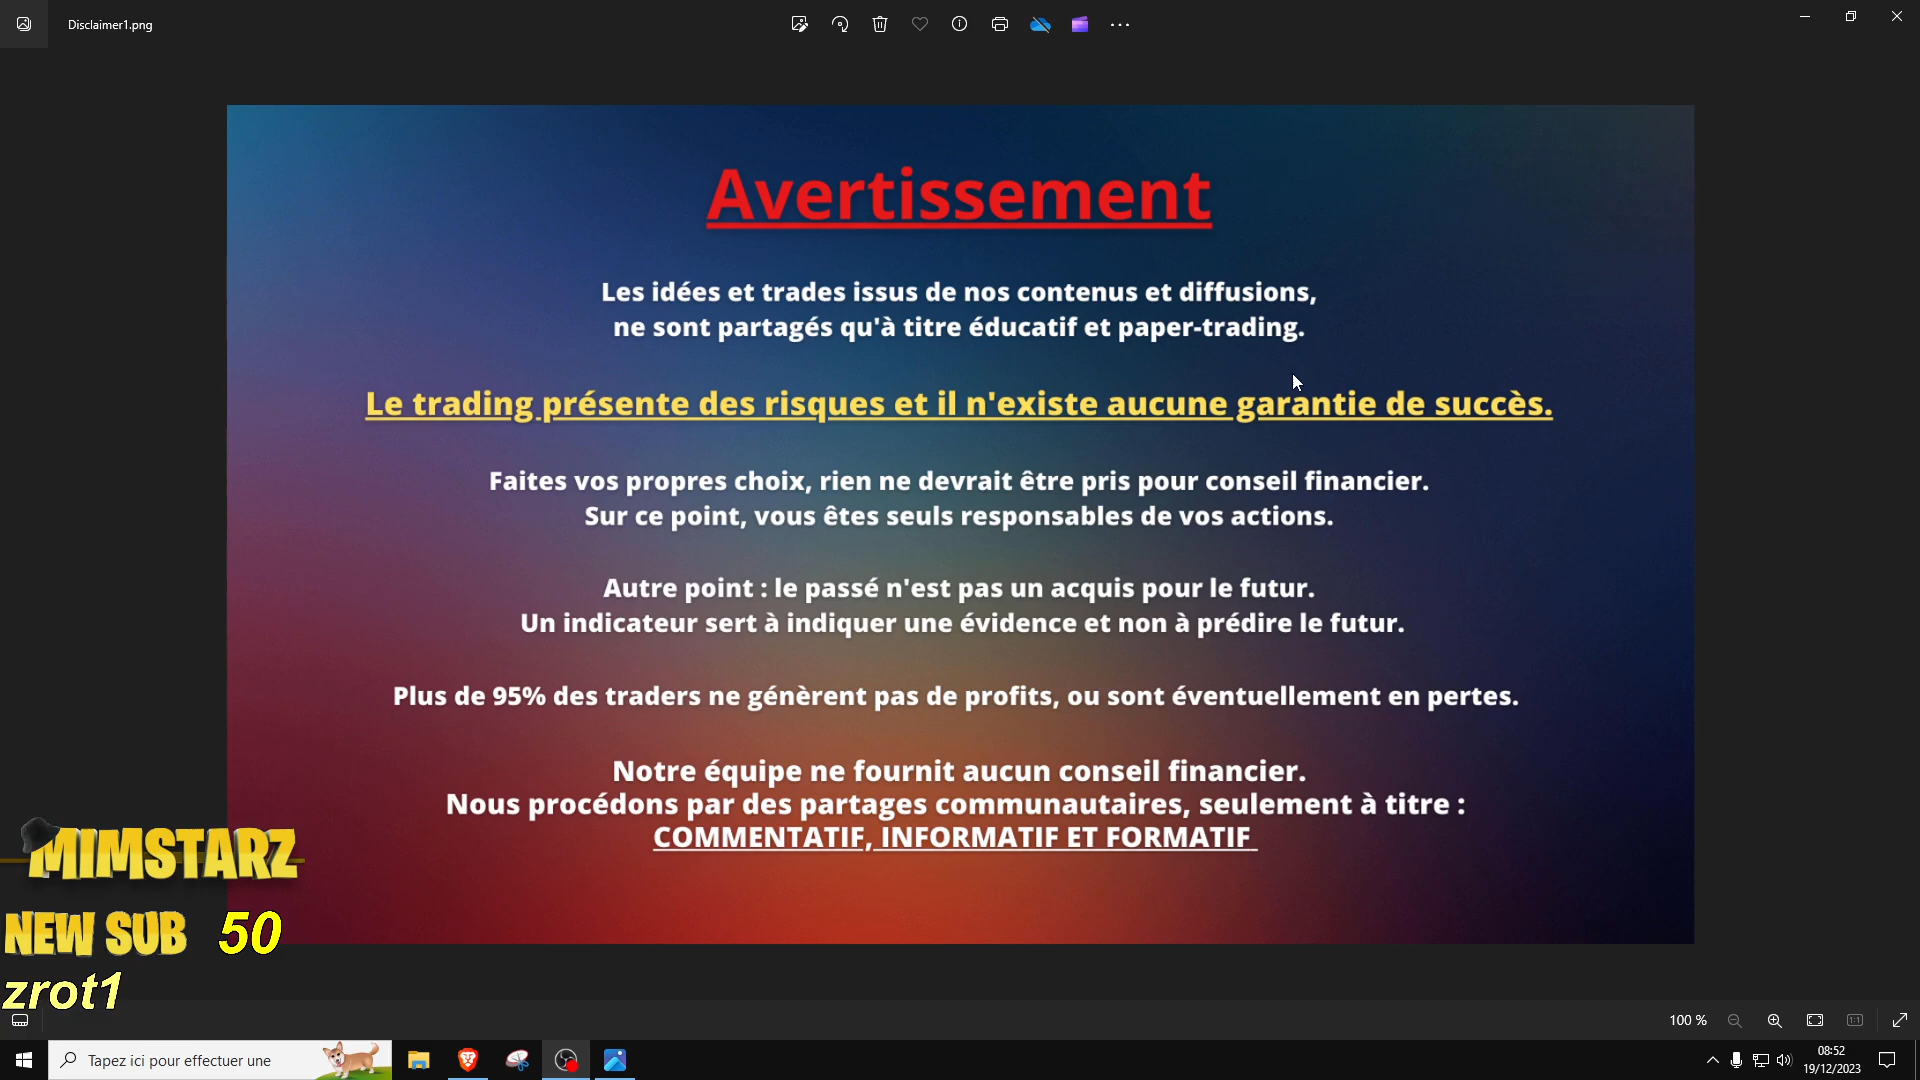 Disclaimer1.png
Avertissement
Les idées et trades issus de nos contenus et diffusions,
ne sont partagés qu'à titre éducatif et paper-trading.
Le trading présente des risques et il n'existe aucune garantie de succès.
Faites vos propres choix, rien ne devrait être pris pour conseil financier.
Sur ce point, vous êtes seuls responsables de vos actions.
Autre point : le passé n'est pas un acquis pour le futur.
Un indicateur sert à indiquer une évidence et non à prédire le futur.
Plus de 95% des traders ne génèrent pas de profits, ou sont éventuellement en pertes.
Notre équipe ne fournit aucun conseil financier.
Nous procédons par des partages communautaires, seulement à titre :
COMMENTATIF, INFORMATIF ET FORMATIF
MIMSTARZ
NEW SUB 50
zrot1
100 %
1:1
Tapez ici pour effectuer une
08:52
19/12/2023